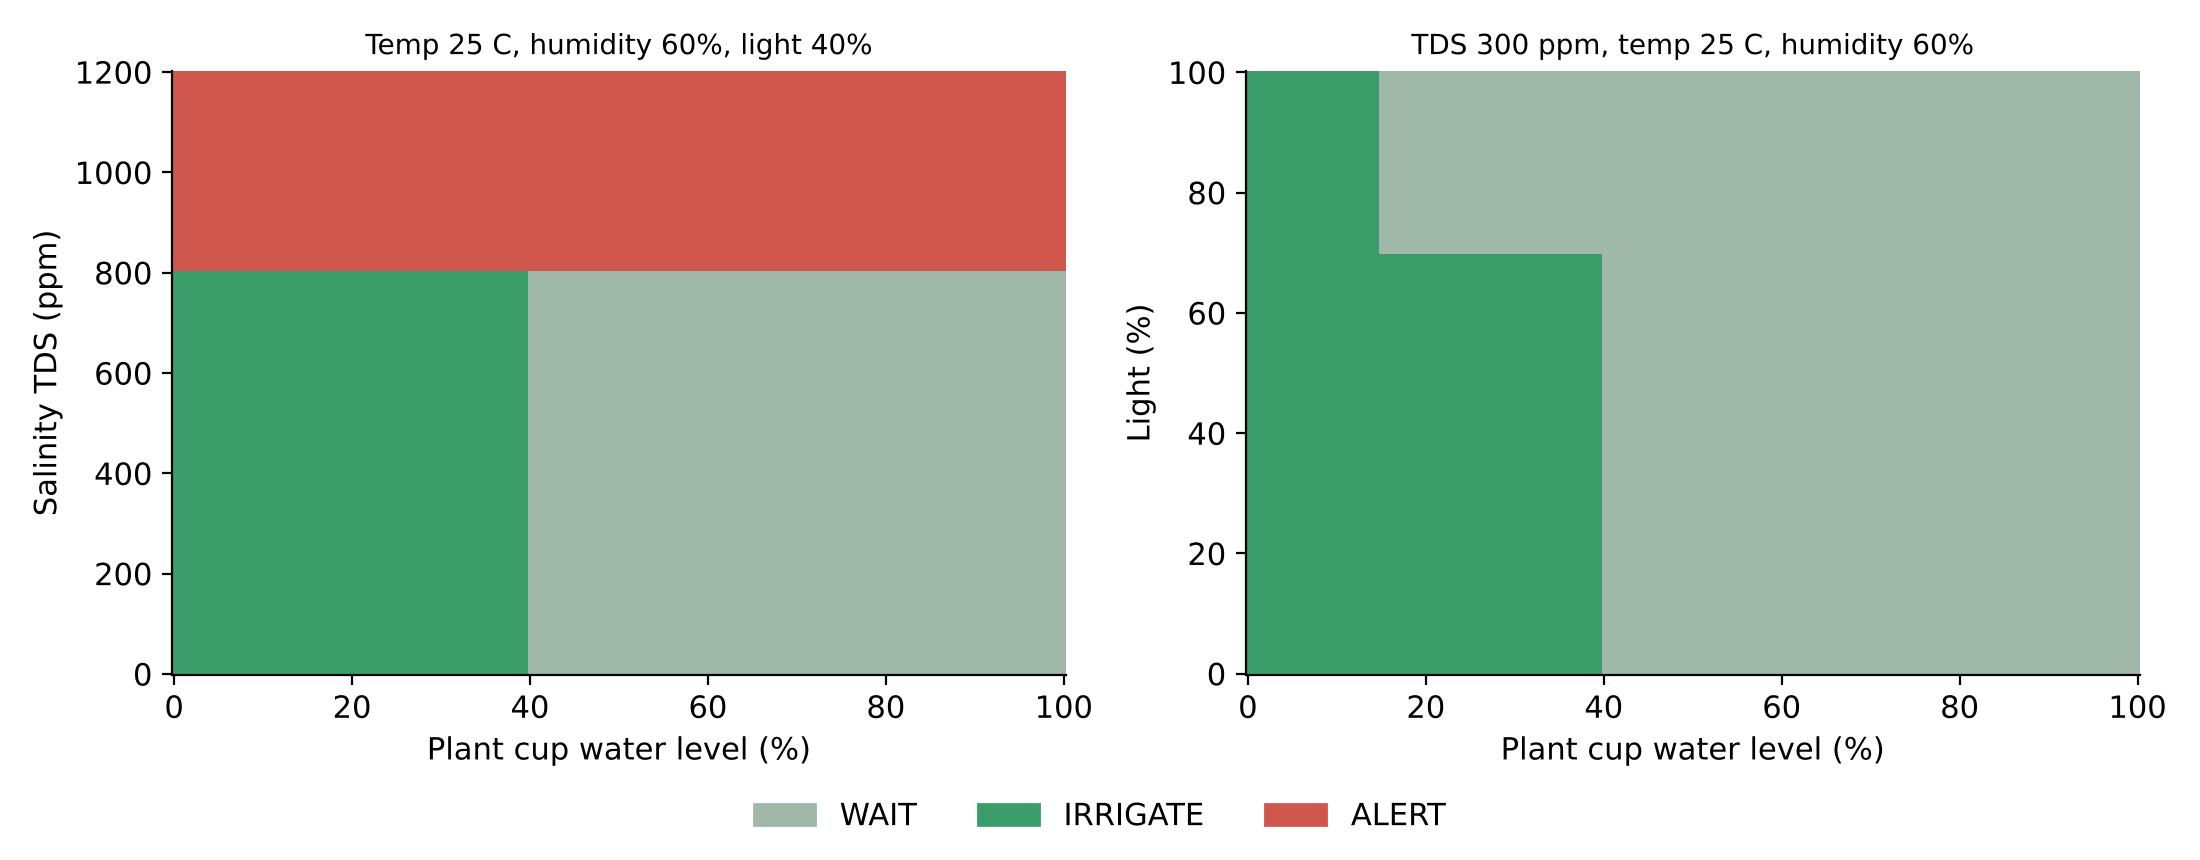 Temp 25 C, humidity 60%, light 40%
1200
1000
800
600
400
200
0
Salinity TDS (ppm)
0 20 40 60 80 100
Plant cup water level (%)
TDS 300 ppm, temp 25 C, humidity 60%
100
80
60
40
20
0
Light (%)
0 20 40 60 80 100
Plant cup water level (%)
WAIT IRRIGATE ALERT